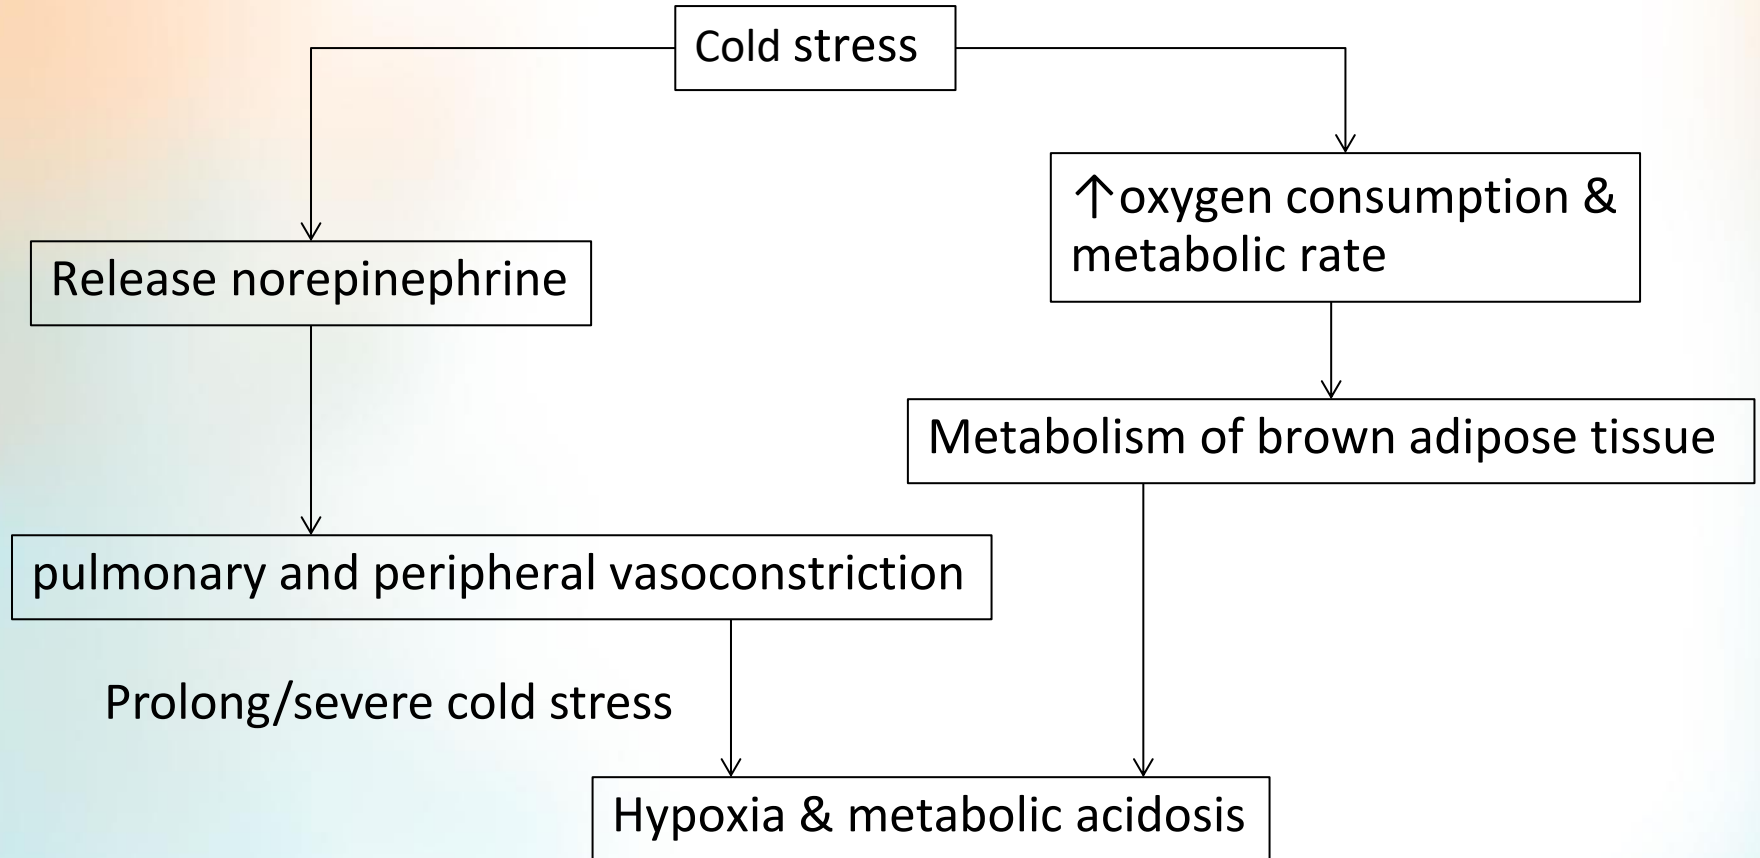 Cold stress
↑oxygen consumption &
metabolic rate
Release norepinephrine
Metabolism of brown adipose tissue
pulmonary and peripheral vasoconstriction
Prolong/severe cold stress
Hypoxia & metabolic acidosis